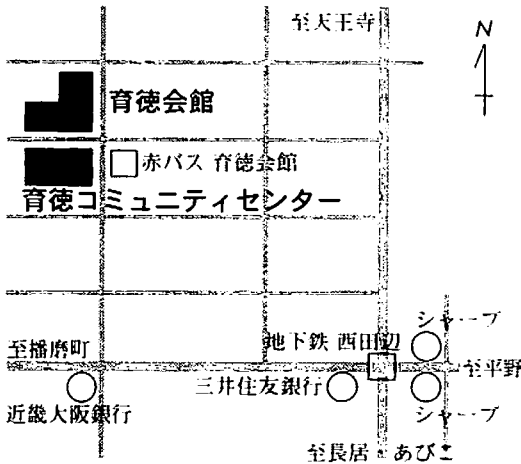 至天王寺
N
育徳会館
赤バス 育徳会館
育徳コミュニティセンター
シャープ
地下鉄 西田辺
至播磨町
至平野
三井住友銀行
近畿大阪銀行
シャープ
至長居・あびこ